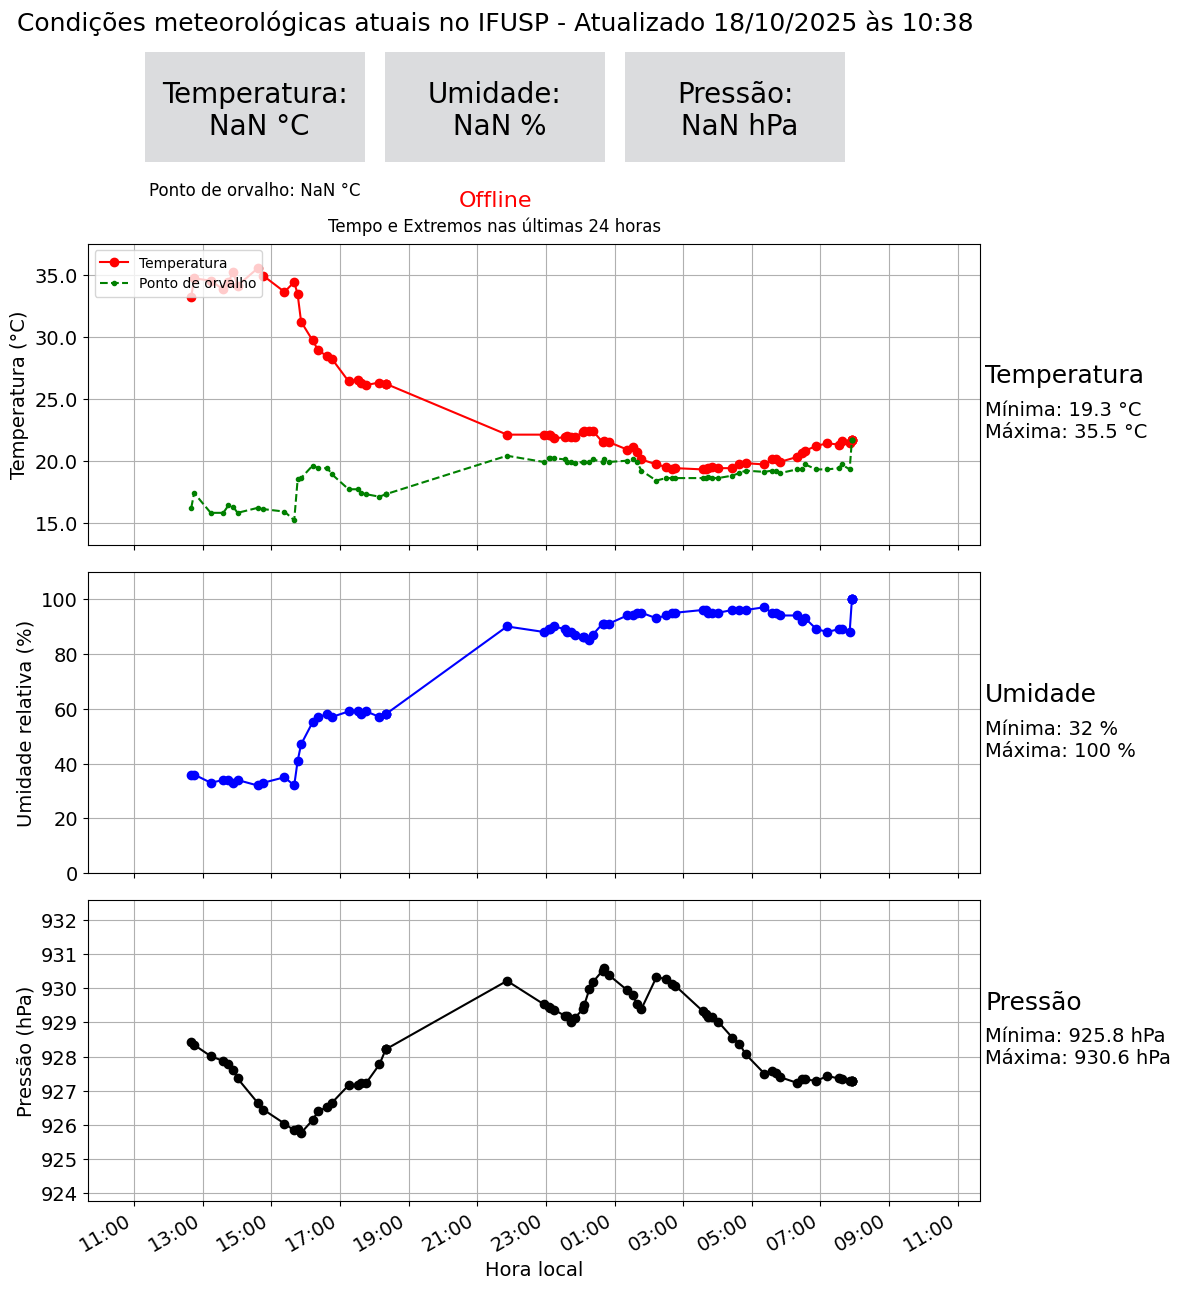 Condições meteorológicas atuais no IFUSP - Atualizado 18/10/2025 às 10:38
Temperatura:
NaN °C
Umidade:
NaN %
Pressão:
NaN hPa
Ponto de orvalho: NaN °C
Offline
Tempo e Extremos nas últimas 24 horas
Temperatura
Ponto de orvalho
35.0
30.0
25.0
20.0
15.0
Temperatura (°C)
Temperatura
Mínima: 19.3 °C
Máxima: 35.5 °C
100
80
60
40
20
0
Umidade relativa (%)
Umidade
Mínima: 32 %
Máxima: 100 %
932
931
930
929
928
927
926
925
924
Pressão (hPa)
Pressão
Mínima: 925.8 hPa
Máxima: 930.6 hPa
11:00 13:00 15:00 17:00 19:00 21:00 23:00 01:00 03:00 05:00 07:00 09:00 11:00
Hora local